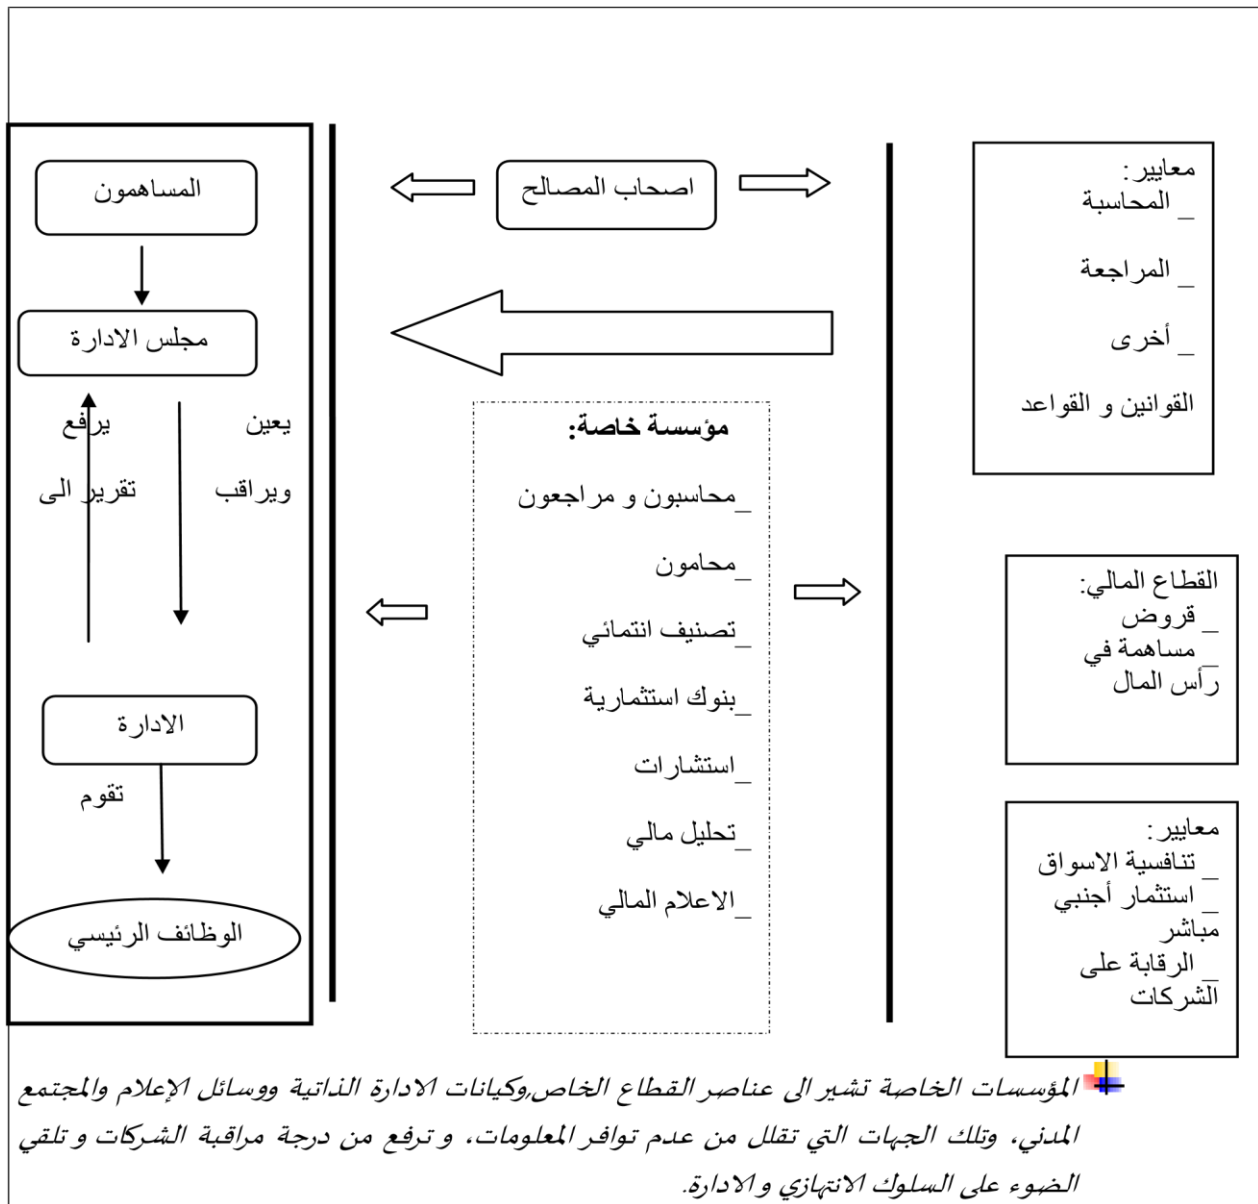 معايير:
_ المحاسبة
_ المراجعة
_ أخرى
القوانين و القواعد
القطاع المالي:
_ قروض
_ مساهمة في
رأس المال
معايير:
_ تنافسية الاسواق
_ استثمار أجنبي
مباشر
_ الرقابة على
الشركات
اصحاب المصالح
مؤسسة خاصة:
_محاسبون و مراجعون
_محامون
_تصنيف انتمائي
_بنوك استثمارية
_استشارات
_تحليل مالي
_الاعلام المالي
المساهمون
مجلس الادارة
يعين
ويراقب
يرفع
تقرير الى
الادارة
تقوم
الوظائف الرئيسي
المؤسسات الخاصة تشير الى عناصر القطاع الخاص,وكيانات الادارة الذاتية ووسائل الإعلام والمجتمع
المدني، وتلك الجهات التي تقلل من عدم توافر المعلومات، و ترفع من درجة مراقبة الشركات و تلقي
الضوء على السلوك الانتهازي و الادارة.